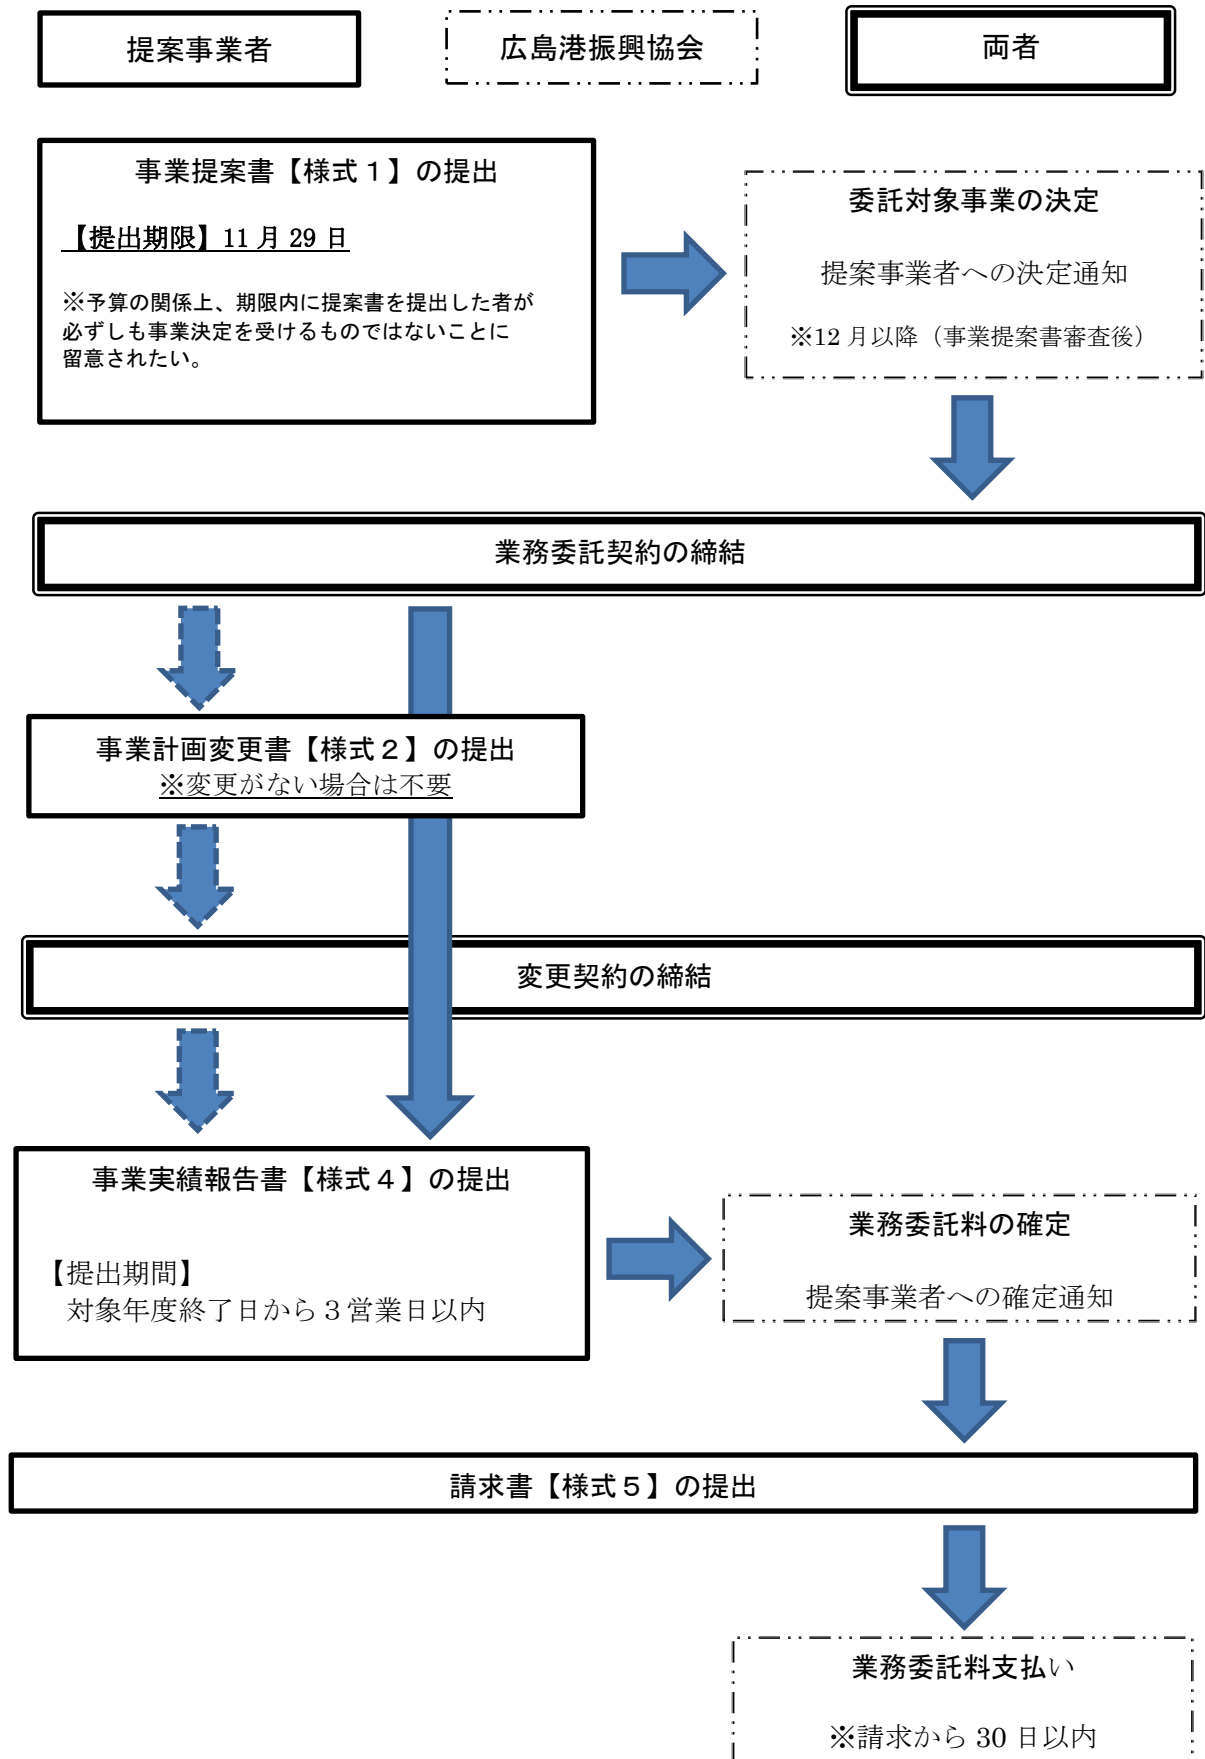 提案事業者
広島港振興協会
両者
事業提案書【様式１】の提出
【提出期限】11 月 29 日
※予算の関係上、期限内に提案書を提出した者が
必ずしも事業決定を受けるものではないことに
留意されたい。
委託対象事業の決定
提案事業者への決定通知
※12 月以降（事業提案書審査後）
業務委託契約の締結
事業計画変更書【様式２】の提出
※変更がない場合は不要
変更契約の締結
事業実績報告書【様式４】の提出
【提出期間】
対象年度終了日から３営業日以内
業務委託料の確定
提案事業者への確定通知
請求書【様式５】の提出
業務委託料支払い
※請求から 30 日以内